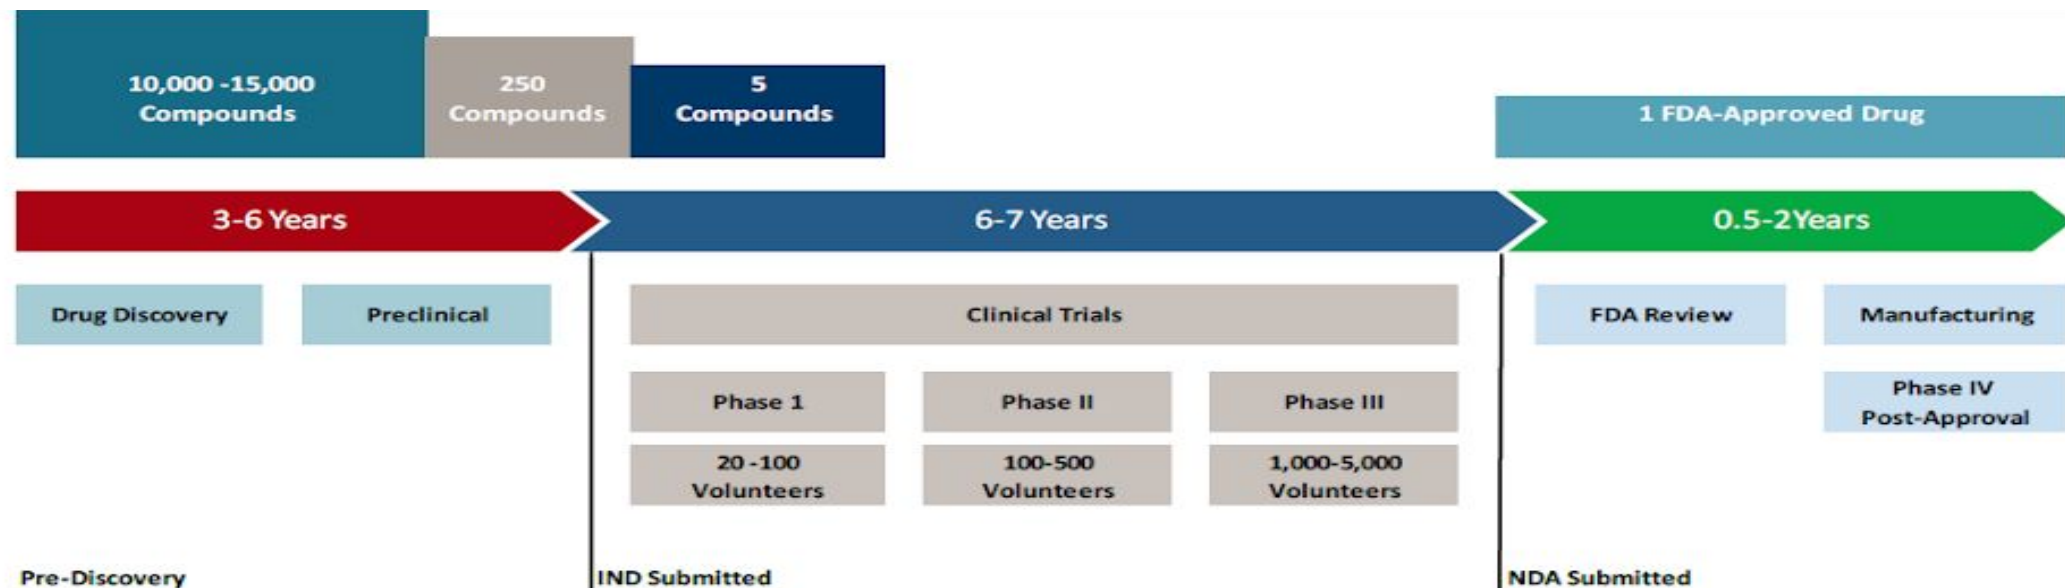 10,000 -15,000
Compounds
250
Compounds
5
Compounds
1 FDA-Approved Drug
3-6 Years
6-7 Years
0.5-2Years
Drug Discovery
Preclinical
Clinical Trials
FDA Review
Manufacturing
Phase 1
Phase II
Phase III
Phase IV
Post-Approval
20 -100
Volunteers
100-500
Volunteers
1,000-5,000
Volunteers
Pre-Discovery
IND Submitted
NDA Submitted